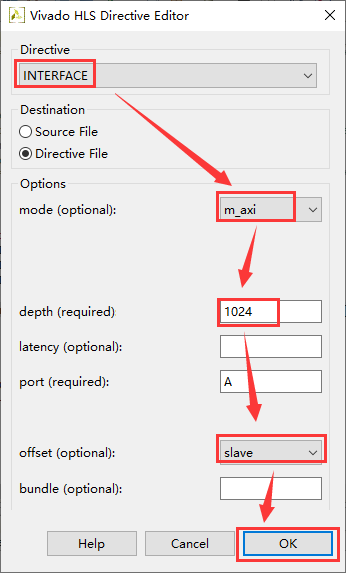 Vivado HLS Directive Editor
Directive
INTERFACE
Destination
Source File
Directive File
Options
mode (optional): m_axi
depth (required) 1024
latency (optional):
port (required): A
offset (optional): slave
bundle (optional):
Help Cancel OK